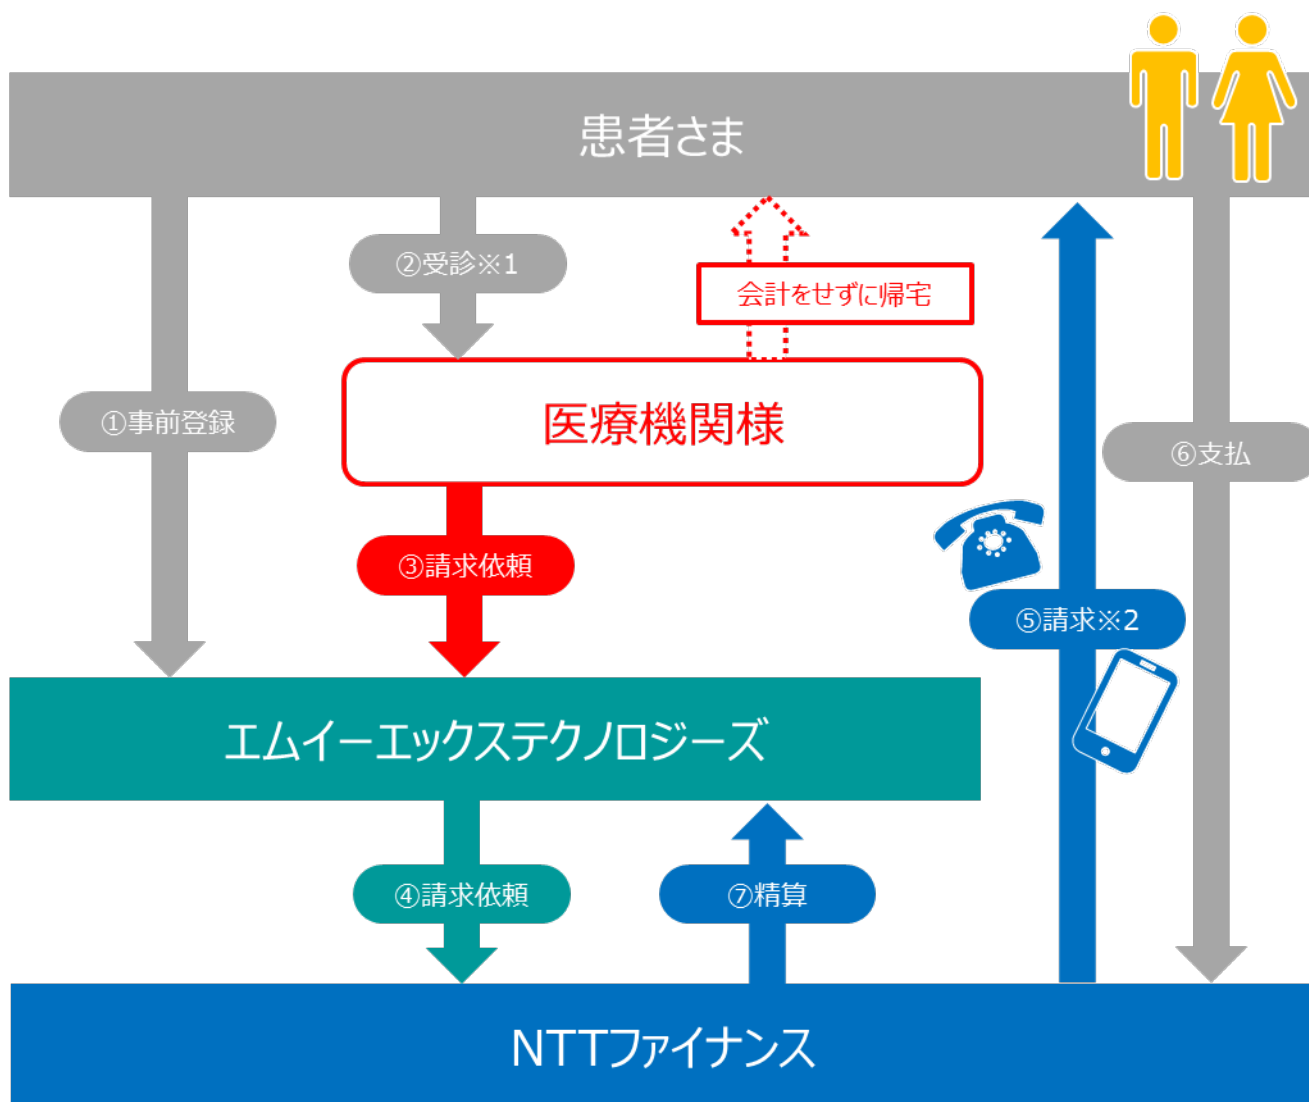 患者さま
②受診※1
会計をせずに帰宅
①事前登録
医療機関様
⑥支払
③請求依頼
⑤請求※2
エムイーエックステクノロジーズ
④請求依頼
⑦精算
NTTファイナンス